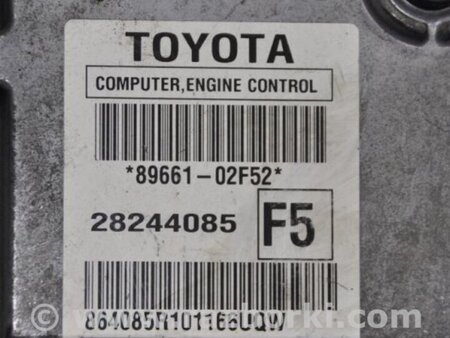 TOYOTA
COMPUTER,ENGINE CONTROL
*89661-02F52*
28244085
F5